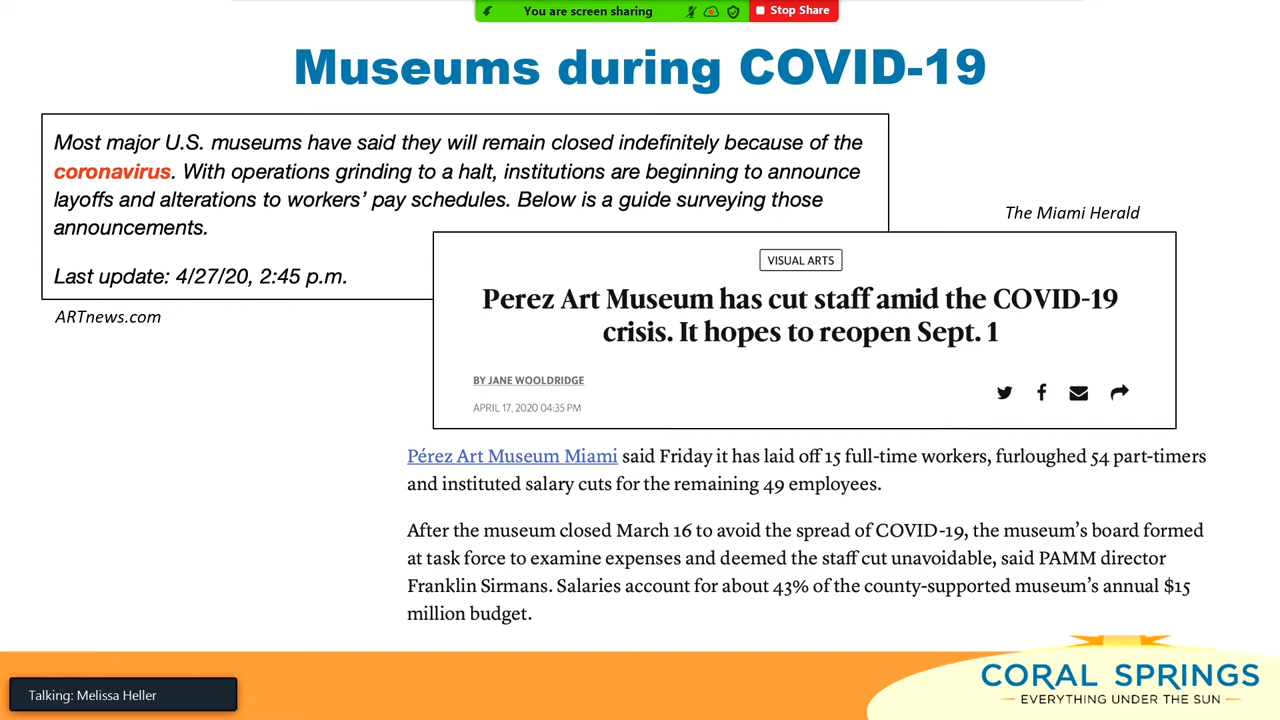 You are screen sharing
Stop Share
Museums during COVID-19
Most major U.S. museums have said they will remain closed indefinitely because of the
coronavirus. With operations grinding to a halt, institutions are beginning to announce
layoffs and alterations to workers' pay schedules. Below is a guide surveying those
announcements.
Last update: 4/27/20, 2:45 p.m.
ARTnews.com
The Miami Herald
VISUAL ARTS
Perez Art Museum has cut staff amid the COVID-19
crisis. It hopes to reopen Sept. 1
BY JANE WOOLDRIDGE
APRIL 17, 2020 04:35 PM
Pérez Art Museum Miami said Friday it has laid off 15 full-time workers, furloughed 54 part-timers
and instituted salary cuts for the remaining 49 employees.
After the museum closed March 16 to avoid the spread of COVID-19, the museum's board formed
at task force to examine expenses and deemed the staff cut unavoidable, said PAMM director
Franklin Sirmans. Salaries account for about 43% of the county-supported museum's annual $15
million budget.
CORAL SPRINGS
EVERYTHING UNDER THE SUN
Talking: Melissa Heller